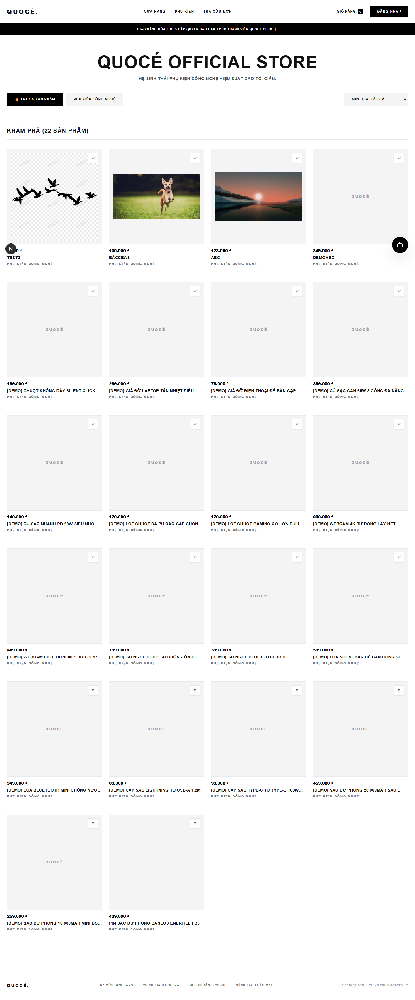 QUOCÉ.
CỬA HÀNG
PHỤ KIỆN
TRA CỨU ĐƠN
GIỎ HÀNG 0
ĐĂNG NHẬP
GIAO HÀNG HỎA TỐC & ĐẶC QUYỀN BẢO HÀNH CHO THÀNH VIÊN QUOCÉ CLUB
QUOCÉ OFFICIAL STORE
HỆ SINH THÁI PHỤ KIỆN CÔNG NGHỆ HIỆU SUẤT CAO TỐI GIẢN.
TẤT CẢ SẢN PHẨM
PHỤ KIỆN CÔNG NGHỆ
MỨC GIÁ: TẤT CẢ
KHÁM PHÁ (22 SẢN PHẨM)
N
TEST2
PHỤ KIỆN CÔNG NGHỆ
100.000 ₫
BÁCCBAS
PHỤ KIỆN CÔNG NGHỆ
123.090 ₫
ABC
PHỤ KIỆN CÔNG NGHỆ
QUOCÉ
349.000 ₫
DEMOABC
PHỤ KIỆN CÔNG NGHỆ
QUOCÉ
199.000 ₫
[DEMO] CHUỘT KHÔNG DÂY SILENT CLICK...
PHỤ KIỆN CÔNG NGHỆ
QUOCÉ
299.000 ₫
[DEMO] GIÁ ĐỠ LAPTOP TẢN NHIỆT ĐIỀU...
PHỤ KIỆN CÔNG NGHỆ
QUOCÉ
79.000 ₫
[DEMO] GIÁ ĐỠ ĐIỆN THOẠI ĐỂ BÀN GẬP...
PHỤ KIỆN CÔNG NGHỆ
QUOCÉ
399.000 ₫
[DEMO] CỦ SẠC GAN 65W 3 CỔNG ĐA NĂNG
PHỤ KIỆN CÔNG NGHỆ
QUOCÉ
149.000 ₫
[DEMO] CỦ SẠC NHANH PD 20W SIÊU NHỎ...
PHỤ KIỆN CÔNG NGHỆ
QUOCÉ
179.000 ₫
[DEMO] LÓT CHUỘT DA PU CAO CẤP CHỐN...
PHỤ KIỆN CÔNG NGHỆ
QUOCÉ
129.000 ₫
[DEMO] LÓT CHUỘT GAMING CỠ LỚN FULL...
PHỤ KIỆN CÔNG NGHỆ
QUOCÉ
990.000 ₫
[DEMO] WEBCAM 4K TỰ ĐỘNG LẤY NÉT
PHỤ KIỆN CÔNG NGHỆ
QUOCÉ
449.000 ₫
[DEMO] WEBCAM FULL HD 1080P TÍCH HỢP...
PHỤ KIỆN CÔNG NGHỆ
QUOCÉ
799.000 ₫
[DEMO] TAI NGHE CHỤP TAI CHỐNG ỒN CH...
PHỤ KIỆN CÔNG NGHỆ
QUOCÉ
399.000 ₫
[DEMO] TAI NGHE BLUETOOTH TRUE...
PHỤ KIỆN CÔNG NGHỆ
QUOCÉ
599.000 ₫
[DEMO] LOA SOUNDBAR ĐỂ BÀN CÔNG SU...
PHỤ KIỆN CÔNG NGHỆ
QUOCÉ
349.000 ₫
[DEMO] LOA BLUETOOTH MINI CHỐNG NƯỚ...
PHỤ KIỆN CÔNG NGHỆ
QUOCÉ
89.000 ₫
[DEMO] CÁP SẠC LIGHTNING TO USB-A 1.2M
PHỤ KIỆN CÔNG NGHỆ
QUOCÉ
99.000 ₫
[DEMO] CÁP SẠC TYPE-C TO TYPE-C 100W...
PHỤ KIỆN CÔNG NGHỆ
QUOCÉ
459.000 ₫
[DEMO] SẠC DỰ PHÒNG 20.000MAH SẠC...
PHỤ KIỆN CÔNG NGHỆ
QUOCÉ
259.000 ₫
[DEMO] SẠC DỰ PHÒNG 10.000MAH MINI BỎ...
PHỤ KIỆN CÔNG NGHỆ
429.000 ₫
PIN SẠC DỰ PHÒNG BASEUS ENERFILL FC5
PHỤ KIỆN CÔNG NGHỆ
QUOCÉ.
TRA CỨU ĐƠN HÀNG
CHÍNH SÁCH ĐỔI TRẢ
ĐIỀU KHOẢN DỊCH VỤ
CHÍNH SÁCH BẢO MẬT
© 2026 QUOCÉ — DỰ ÁN DEMO/PORTFOLIO